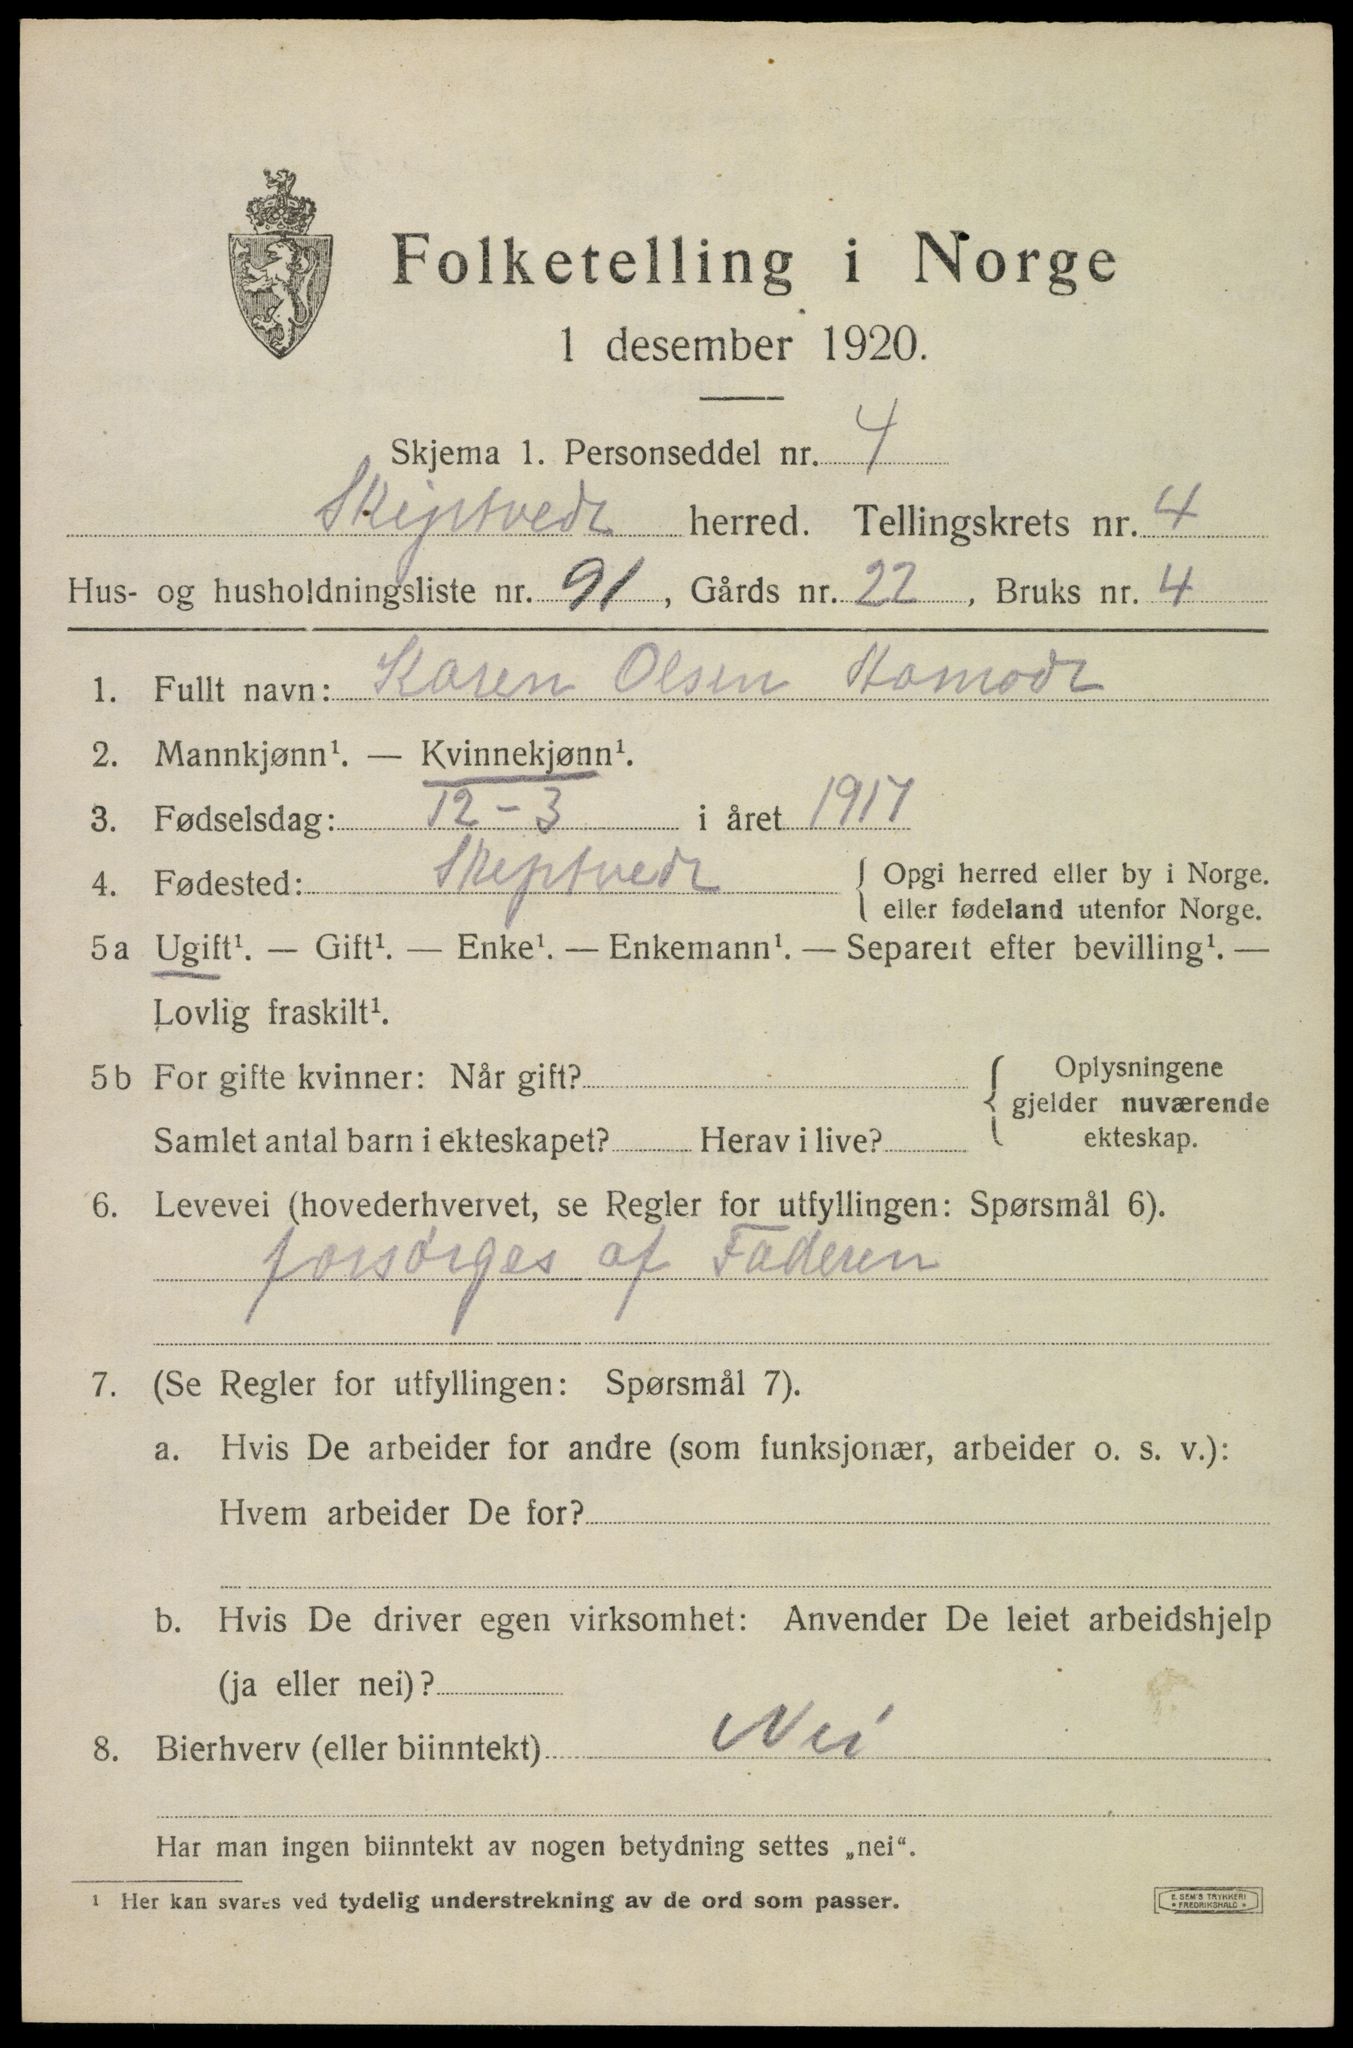 Folketelling i Norge
1 desember 1920.
Skjema 1. Personseddel nr. 4
Skiptvedt herred. Tellingskrets nr. 4
Hus- og husholdningsliste nr. 91, Gårds nr. 22, Bruks nr. 4
1. Fullt navn: Karen Olsen
2. Mannkjønn¹. — Kvinnekjønn¹.
3. Fødselsdag: 12-3 i året 1917
4. Fødested: Skiptvedt { Opgi herred eller by i Norge.
eller fødeland utenfor Norge.
5a Ugift¹. — Gift¹. — Enke¹. — Enkemann¹. — Separert efter bevilling¹. —
Lovlig fraskilt¹.
5b For gifte kvinner: Når gift? { Oplysningene
gjelder nuværende
Samlet antal barn i ekteskapet? Herav i live? ekteskap.
6. Levevei (hovederhvervet, se Regler for utfyllingen: Spørsmål 6).
forsørges af Faderen
7. (Se Regler for utfyllingen: Spørsmål 7).
a. Hvis De arbeider for andre (som funksjonær, arbeider o. s. v.):
Hvem arbeider De for?
b. Hvis De driver egen virksomhet: Anvender De leiet arbeidshjelp
(ja eller nei)?
8. Bierhverv (eller biinntekt) Nei
Har man ingen biinntekt av nogen betydning settes „nei“.
¹ Her kan svares ved tydelig understrekning av de ord som passer.
E. SEM'S TRYKKERI
* FREDRIKSHALD *